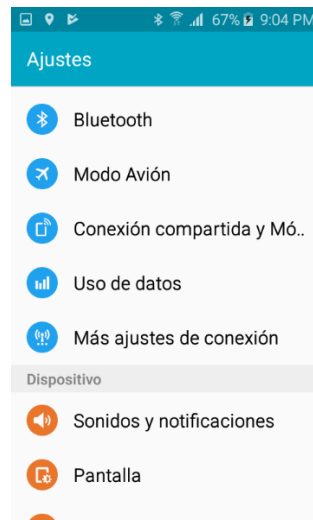 67% 9:04 PM
Ajustes
Bluetooth
Modo Avión
Conexión compartida y Mó..
Uso de datos
Más ajustes de conexión
Dispositivo
Sonidos y notificaciones
Pantalla